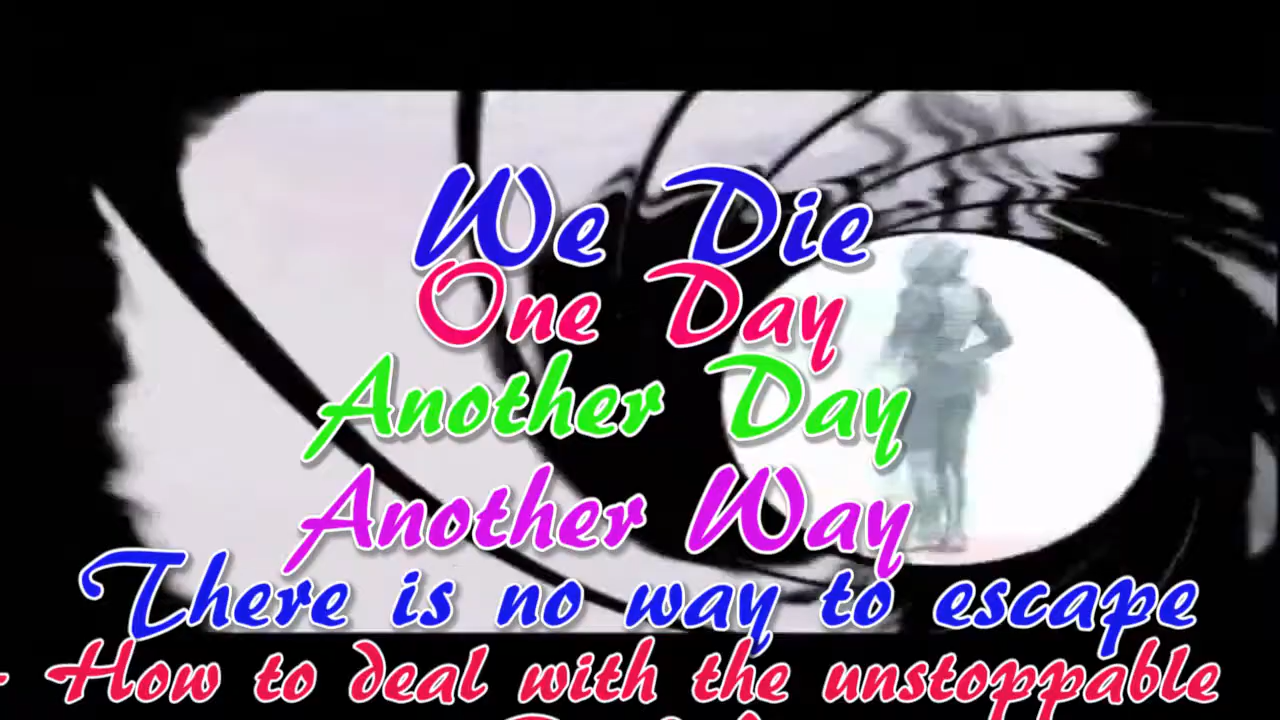 We Die
One Day
Another Day
Another Way
There is no way to escape
- How to deal with the unstoppable